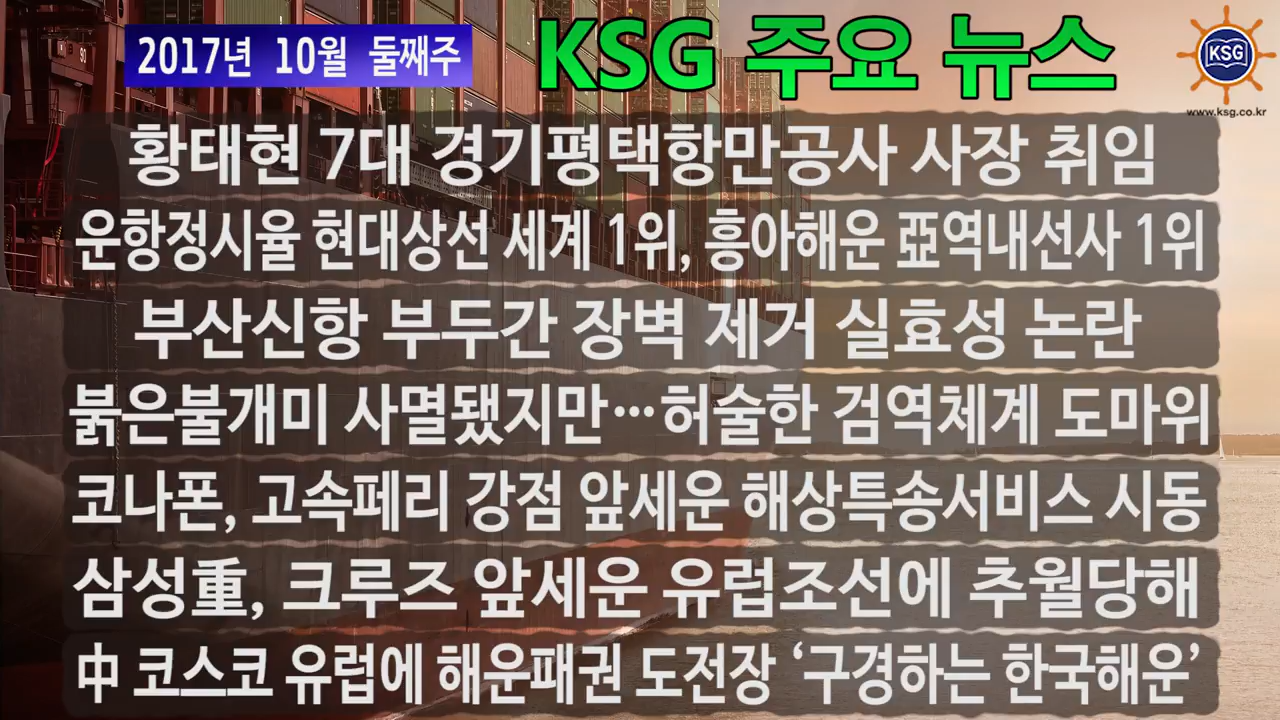 2017년 10월 둘째주
KSG 주요 뉴스
KSG
www.ksg.co.kr
황태현 7대 경기평택항만공사 사장 취임
운항정시율 현대상선 세계 1위, 흥아해운 亞역내선사 1위
부산신항 부두간 장벽 제거 실효성 논란
붉은불개미 사멸됐지만…허술한 검역체계 도마위
코나폰, 고속페리 강점 앞세운 해상특송서비스 시동
삼성重, 크루즈 앞세운 유럽조선에 추월당해
中 코스코 유럽에 해운패권 도전장 ‘구경하는 한국해운’